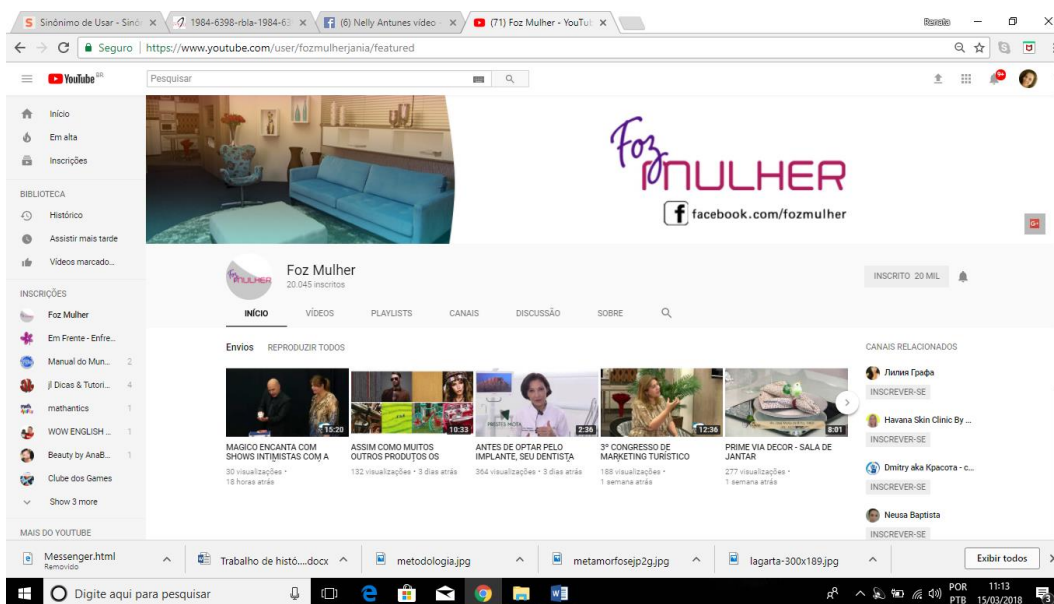 Sinônimo de Usar - Sinôn
1984-6398-rbla-1984-63
(6) Nelly Antunes vídeo -
(71) Foz Mulher - YouTub
Renata
Seguro
https://www.youtube.com/user/fozmulherjania/featured
YouTube BR
Pesquisar
9+
Início
Em alta
Inscrições
BIBLIOTECA
Histórico
Assistir mais tarde
Vídeos marcado...
INSCRIÇÕES
Foz Mulher
Em Frente - Enfre...
Manual do Mun... 2
jl Dicas & Tutori... 4
mathantics 1
WOW ENGLISH ... 1
Beauty by AnaB... 1
Clube dos Games
Show 3 more
MAIS DO YOUTUBE
Foz
MULHER
facebook.com/fozmulher
G+
Foz MULHER
Foz Mulher
20.045 inscritos
INSCRITO 20 MIL
INÍCIO VÍDEOS PLAYLISTS CANAIS DISCUSSÃO SOBRE
Envios REPRODUZIR TODOS
15:20
MAGICO ENCANTA COM
SHOWS INTIMISTAS COM A
30 visualizações •
18 horas atrás
10:33
ASSIM COMO MUITOS
OUTROS PRODUTOS OS
132 visualizações • 3 dias atrás
PRESTES MOTA
2:36
ANTES DE OPTAR PELO
IMPLANTE, SEU DENTISTA
364 visualizações • 3 dias atrás
12:36
3º CONGRESSO DE
MARKETING TURÍSTICO
188 visualizações •
1 semana atrás
8:01
PRIME VIA DECOR - SALA DE
JANTAR
277 visualizações •
1 semana atrás
CANAIS RELACIONADOS
Лилия Графа
INSCREVER-SE
Havana Skin Clinic By ...
INSCREVER-SE
Dmitry aka Красота - с...
INSCREVER-SE
Neusa Baptista
INSCREVER-SE
Messenger.html
Removido
Trabalho de histó....docx
metodologia.jpg
metamorfosejp2g.jpg
lagarta-300x189.jpg
Exibir todos
Digite aqui para pesquisar
POR
PTB
11:13
15/03/2018
3